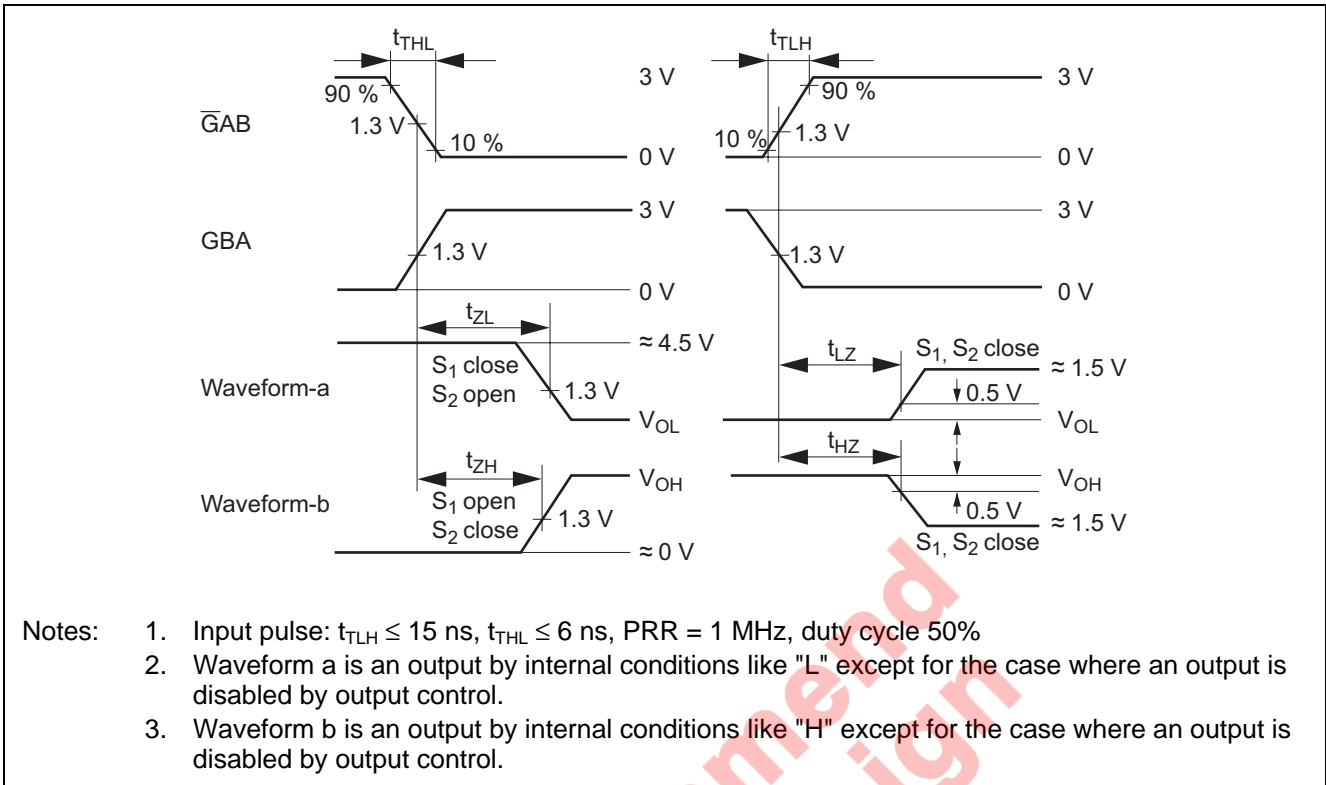 tTHL
tTLH
90 %
3 V
90 %
3 V
G̅AB
1.3 V
10 %
0 V
10 %
1.3 V
0 V
GBA
3 V
1.3 V
0 V
3 V
1.3 V
0 V
tZL
≈ 4.5 V
Waveform-a
S1 close
S2 open
1.3 V
VOL
tLZ
S1, S2 close
≈ 1.5 V
0.5 V
VOL
tZH
VOH
Waveform-b
S1 open
S2 close
1.3 V
≈ 0 V
tHZ
VOH
0.5 V
≈ 1.5 V
S1, S2 close
Notes: 1. Input pulse: tTLH ≤ 15 ns, tTHL ≤ 6 ns, PRR = 1 MHz, duty cycle 50%
2. Waveform a is an output by internal conditions like "L" except for the case where an output is
disabled by output control.
3. Waveform b is an output by internal conditions like "H" except for the case where an output is
disabled by output control.